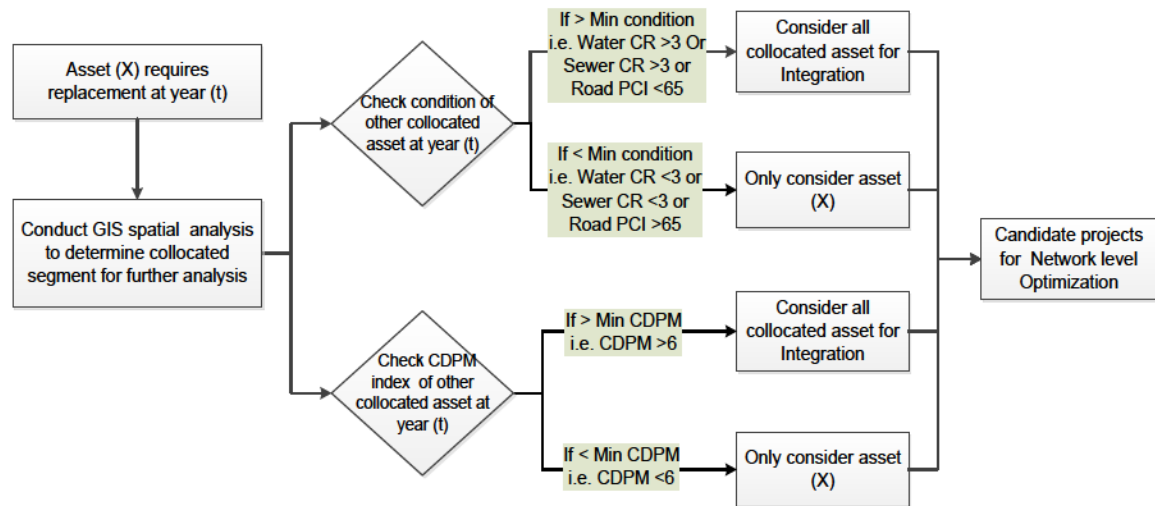 Asset (X) requires
replacement at year (t)
Conduct GIS spatial analysis
to determine collocated
segment for further analysis
Check condition of
other collocated
asset at year (t)
If > Min condition
i.e. Water CR >3 Or
Sewer CR >3 or
Road PCI <65
Consider all
collocated asset for
Integration
If < Min condition
i.e. Water CR <3 or
Sewer CR <3 or
Road PCI >65
Only consider asset
(X)
Check CDPM
index of other
collocated asset at
year (t)
If > Min CDPM
i.e. CDPM >6
Consider all
collocated asset for
Integration
If < Min CDPM
i.e. CDPM <6
Only consider asset
(X)
Candidate projects
for Network level
Optimization